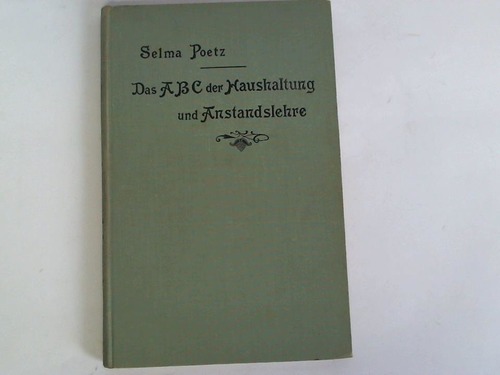 Selma Poetz
Das ABC der Haushaltung
und Anstandslehre